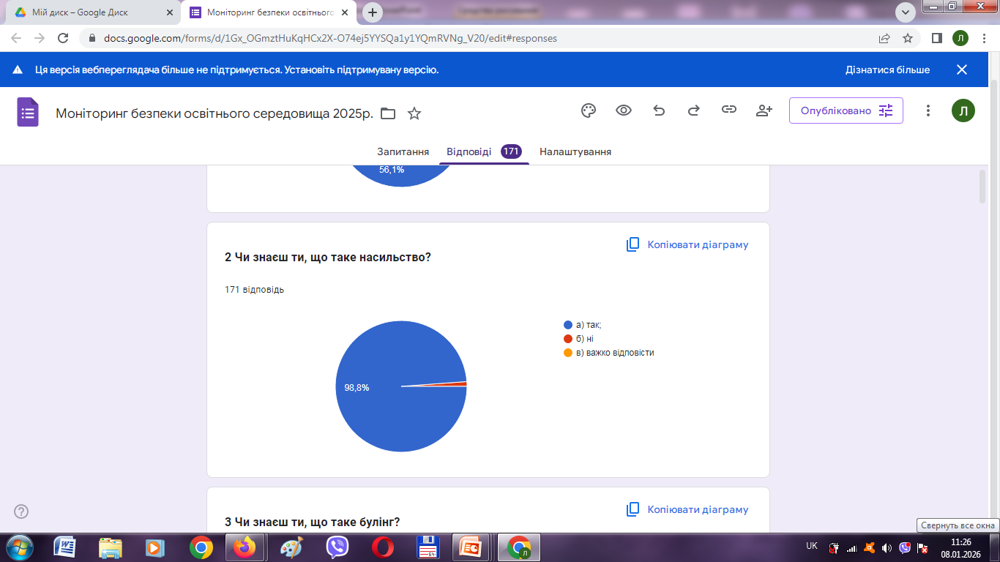 Мій диск – Google Диск
Моніторинг безпеки освітнього
docs.google.com/forms/d/1Gx_OGmztHuKqHCx2X-O74ej5YYSQa1y1YQmRVNg_V20/edit#responses
Л
Ця версія вебпереглядача більше не підтримується. Установіть підтримувану версію.
Дізнатися більше
Моніторинг безпеки освітнього середовища 2025р.
Опубліковано
Л
Запитання
Відповіді 171
Налаштування
56,1%
Копіювати діаграму
2 Чи знаєш ти, що таке насильство?
171 відповідь
а) так;
б) ні
в) важко відповісти
98,8%
Копіювати діаграму
3 Чи знаєш ти, що таке булінг?
Свернуть все окна
UK
11:26
08.01.2026